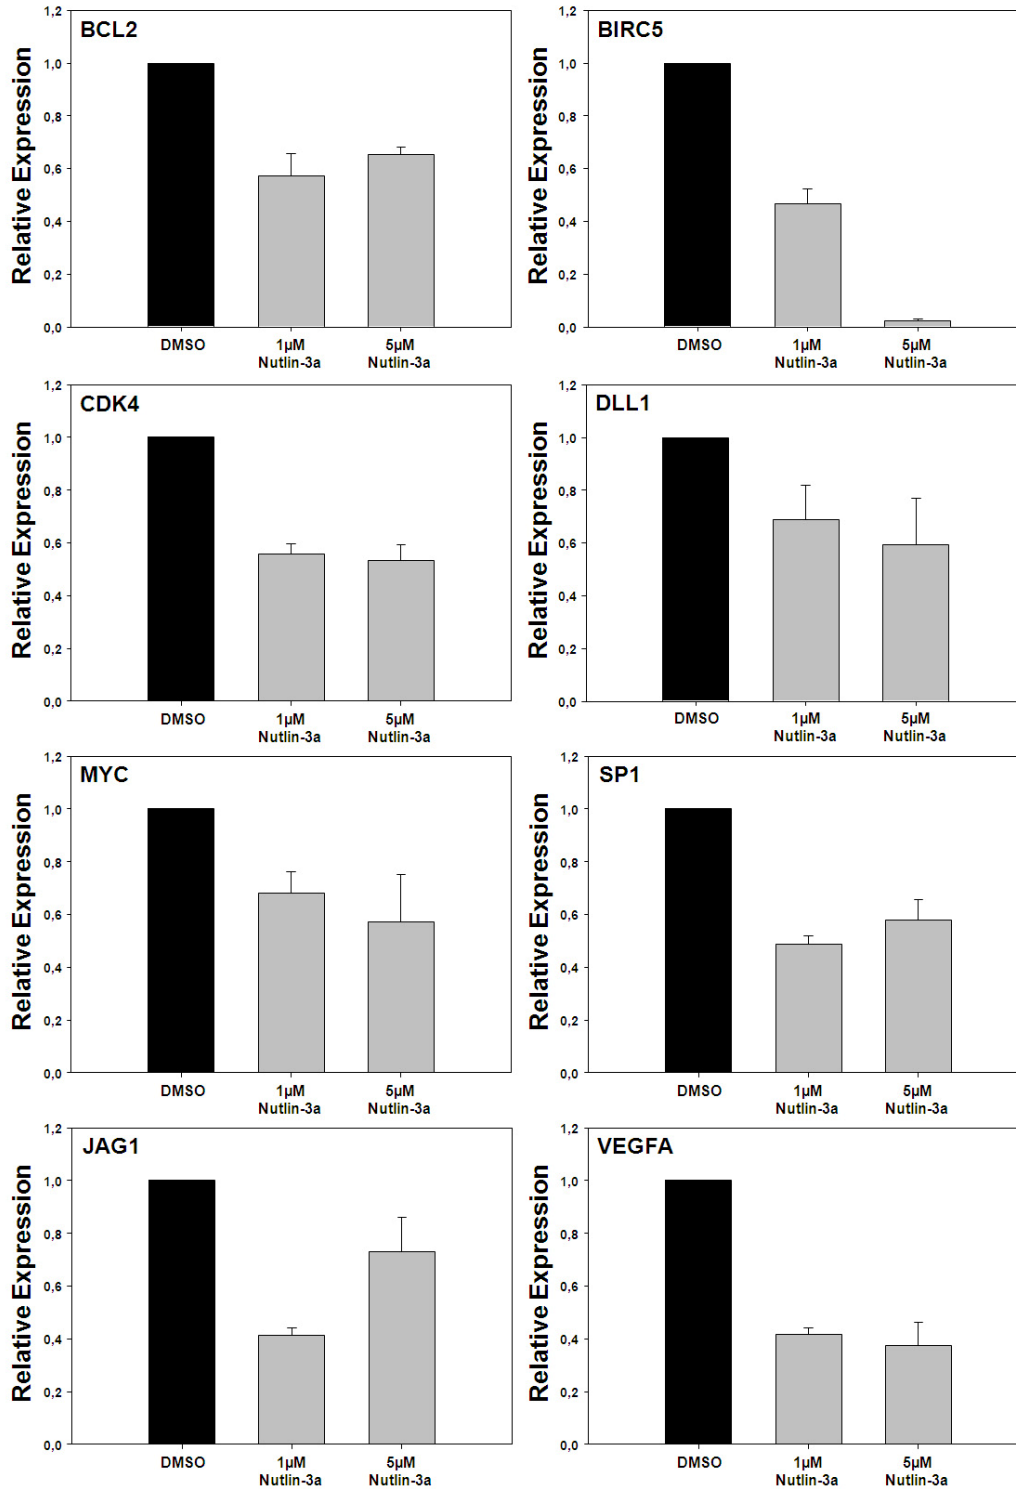 BCL2
Relative Expression
1,2
1,0
0,8
0,6
0,4
0,2
0,0
DMSO
1µM
Nutlin-3a
5µM
Nutlin-3a
BIRC5
Relative Expression
1,2
1,0
0,8
0,6
0,4
0,2
0,0
DMSO
1µM
Nutlin-3a
5µM
Nutlin-3a
CDK4
Relative Expression
1,2
1,0
0,8
0,6
0,4
0,2
0,0
DMSO
1µM
Nutlin-3a
5µM
Nutlin-3a
DLL1
Relative Expression
1,2
1,0
0,8
0,6
0,4
0,2
0,0
DMSO
1µM
Nutlin-3a
5µM
Nutlin-3a
MYC
Relative Expression
1,2
1,0
0,8
0,6
0,4
0,2
0,0
DMSO
1µM
Nutlin-3a
5µM
Nutlin-3a
SP1
Relative Expression
1,2
1,0
0,8
0,6
0,4
0,2
0,0
DMSO
1µM
Nutlin-3a
5µM
Nutlin-3a
JAG1
Relative Expression
1,2
1,0
0,8
0,6
0,4
0,2
0,0
DMSO
1µM
Nutlin-3a
5µM
Nutlin-3a
VEGFA
Relative Expression
1,2
1,0
0,8
0,6
0,4
0,2
0,0
DMSO
1µM
Nutlin-3a
5µM
Nutlin-3a